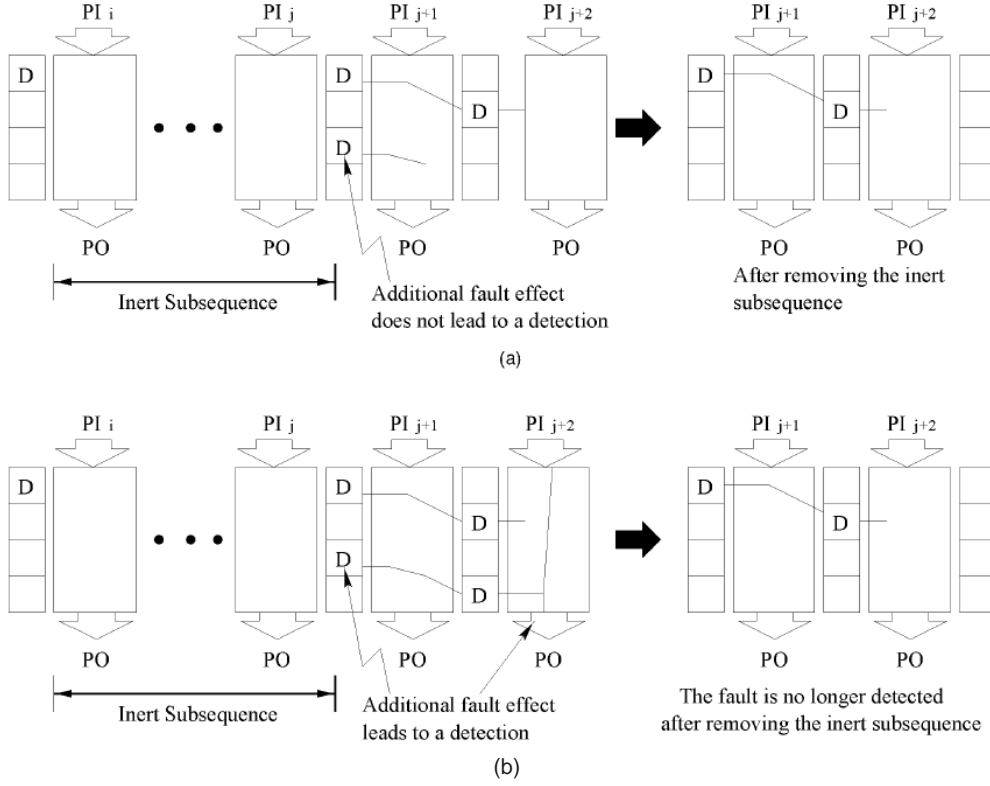 PI i PI j PI j+1 PI j+2 PI j+1 PI j+2
D D D
D D D
PO PO PO PO PO PO
Inert Subsequence
Additional fault effect
does not lead to a detection
After removing the inert
subsequence
(a)
PI i PI j PI j+1 PI j+2 PI j+1 PI j+2
D D D
D D
D D
PO PO PO PO PO PO
Inert Subsequence
Additional fault effect
leads to a detection
The fault is no longer detected
after removing the inert subsequence
(b)